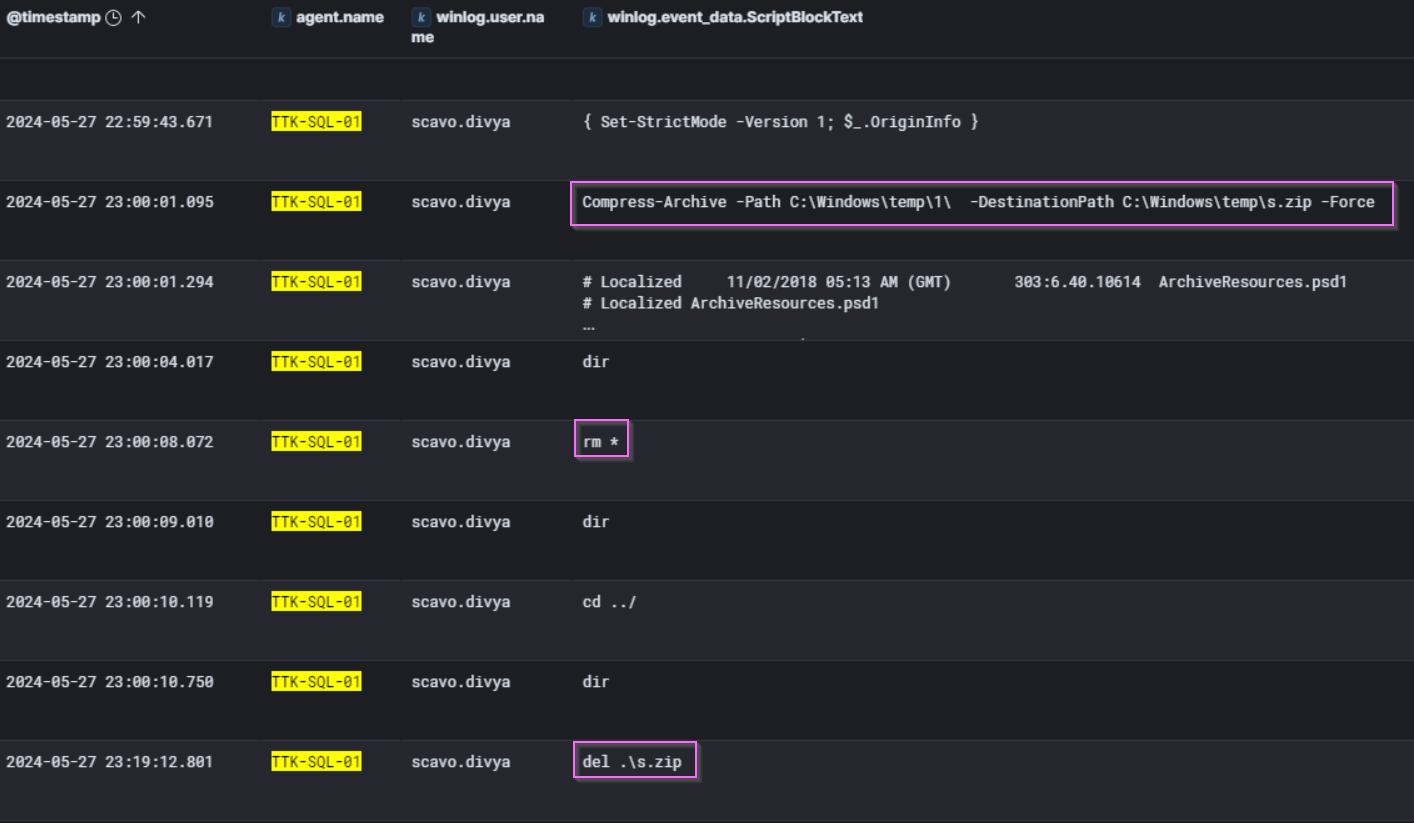 @timestamp k agent.name k winlog.user.na k winlog.event_data.ScriptBlockText
me
2024-05-27 22:59:43.671 TTK-SQL-01 scavo.divya { Set-StrictMode -Version 1; $_.OriginInfo }
2024-05-27 23:00:01.095 TTK-SQL-01 scavo.divya Compress-Archive -Path C:\Windows\temp\1\  -DestinationPath C:\Windows\temp\s.zip -Force
2024-05-27 23:00:01.294 TTK-SQL-01 scavo.divya # Localized 11/02/2018 05:13 AM (GMT) 303:6.40.10614 ArchiveResources.psd1
# Localized ArchiveResources.psd1
…
2024-05-27 23:00:04.017 TTK-SQL-01 scavo.divya dir
2024-05-27 23:00:08.072 TTK-SQL-01 scavo.divya rm *
2024-05-27 23:00:09.010 TTK-SQL-01 scavo.divya dir
2024-05-27 23:00:10.119 TTK-SQL-01 scavo.divya cd ../
2024-05-27 23:00:10.750 TTK-SQL-01 scavo.divya dir
2024-05-27 23:19:12.801 TTK-SQL-01 scavo.divya del .\s.zip